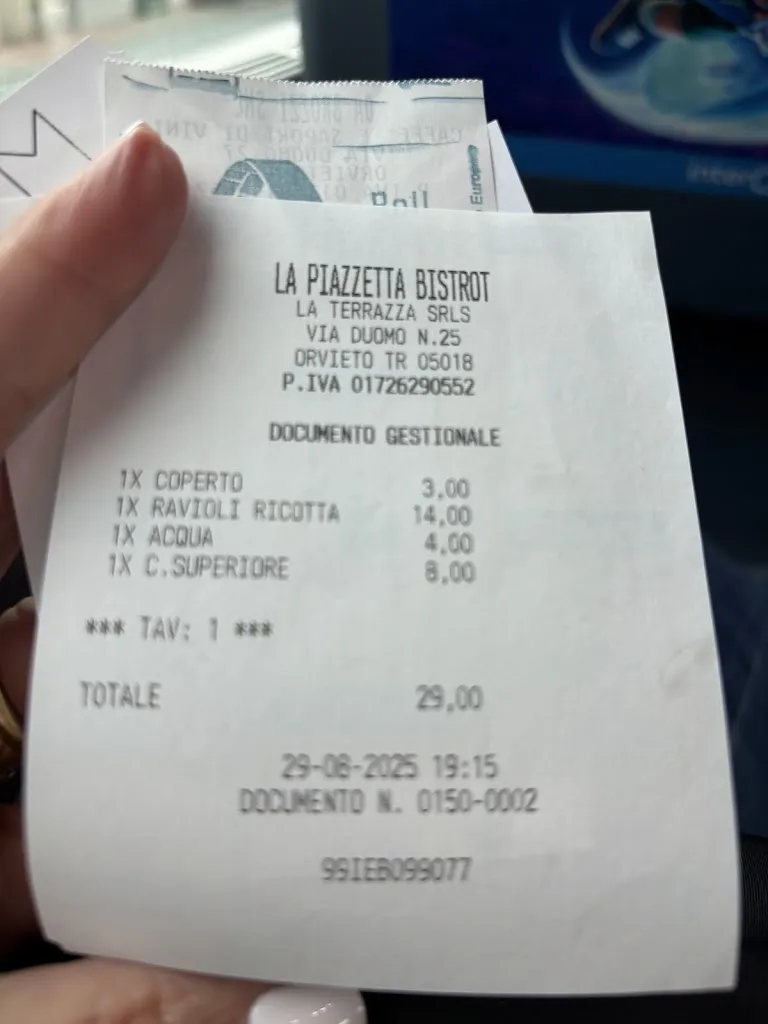 LA PIAZZETTA BISTROT
LA TERRAZZA SRLS
VIA DUOMO N.25
ORVIETO TR 05018
P.IVA 01726290552
DOCUMENTO GESTIONALE
1X COPERTO 3,00
1X RAVIOLI RICOTTA 14,00
1X ACQUA 4,00
1X C.SUPERIORE 8,00
*** TAV: 1 ***
TOTALE 29,00
29-08-2025 19:15
DOCUMENTO N. 0150-0002
99IEB099077